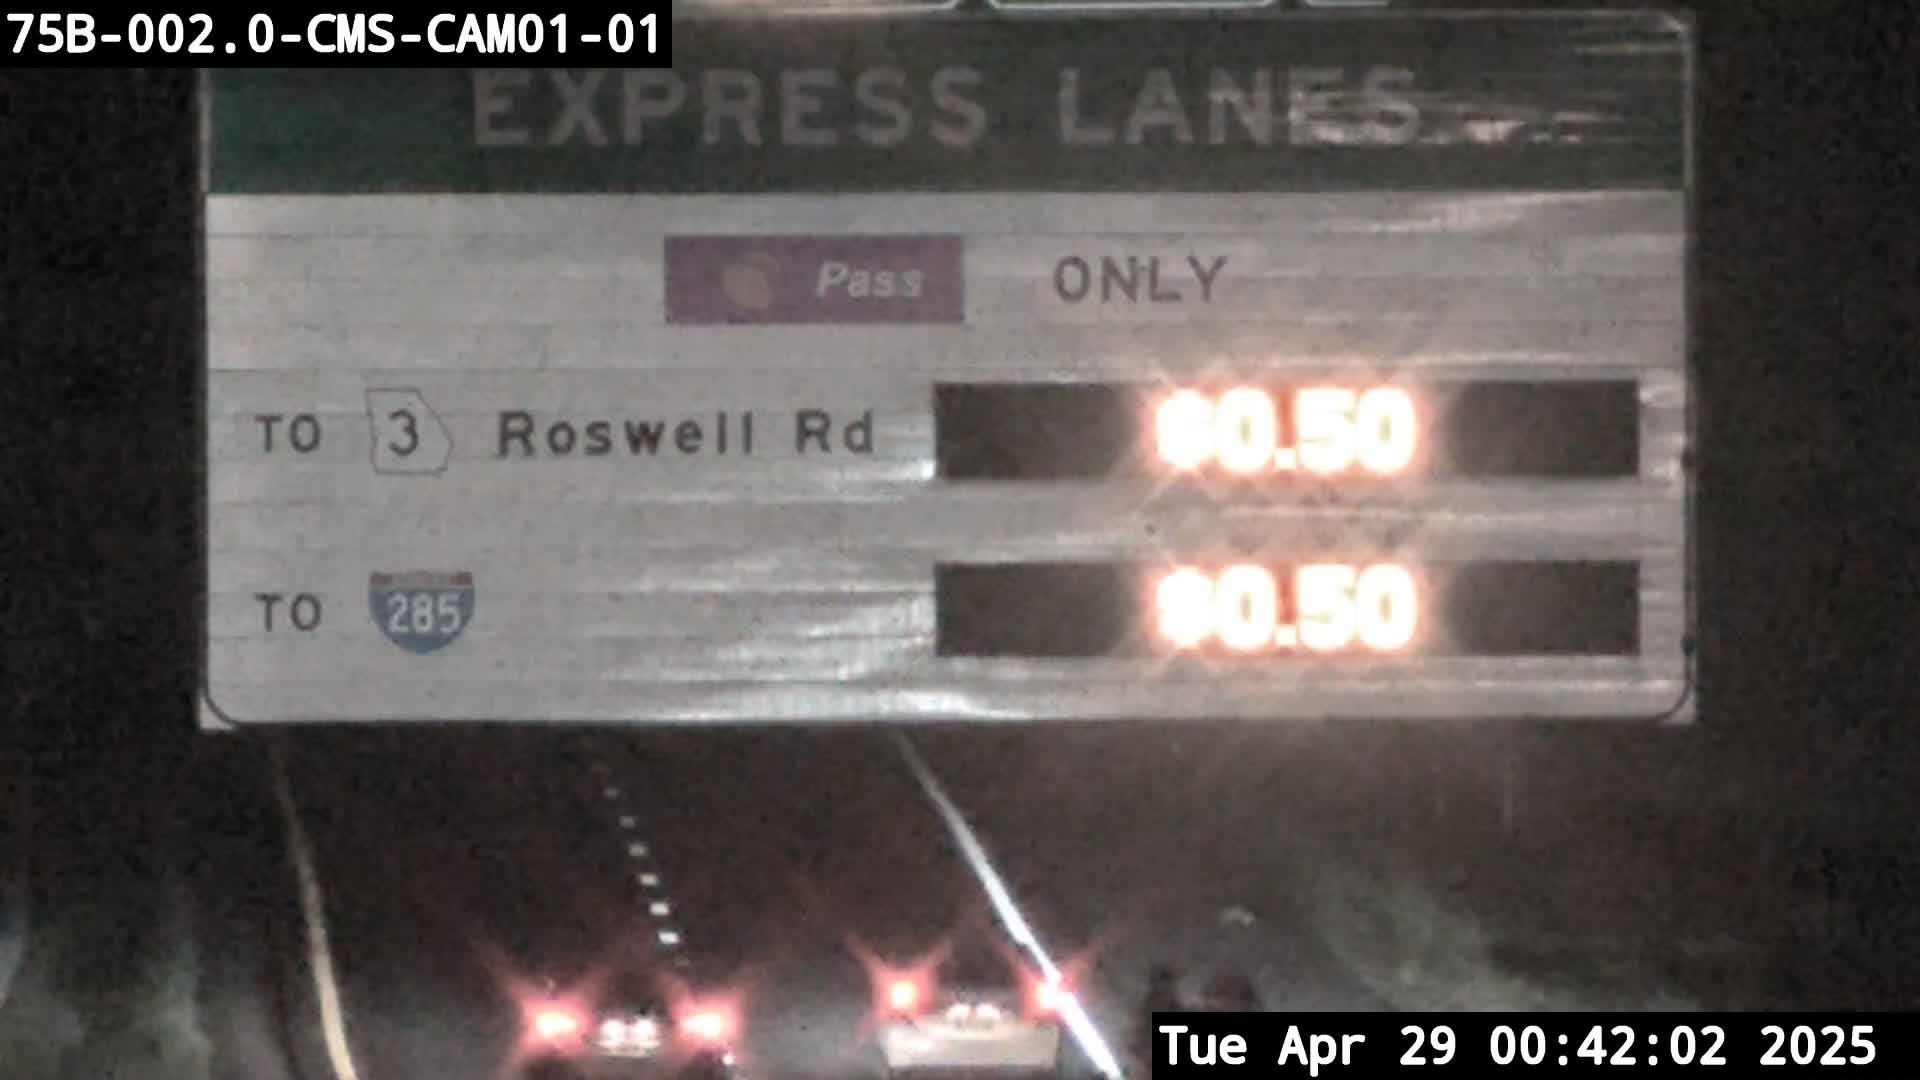 75B-002.0-CMS-CAM01-01
EXPRESS LANES
Pass ONLY
TO 3 Roswell Rd $0.50
TO 285 $0.50
Tue Apr 29 00:42:02 2025